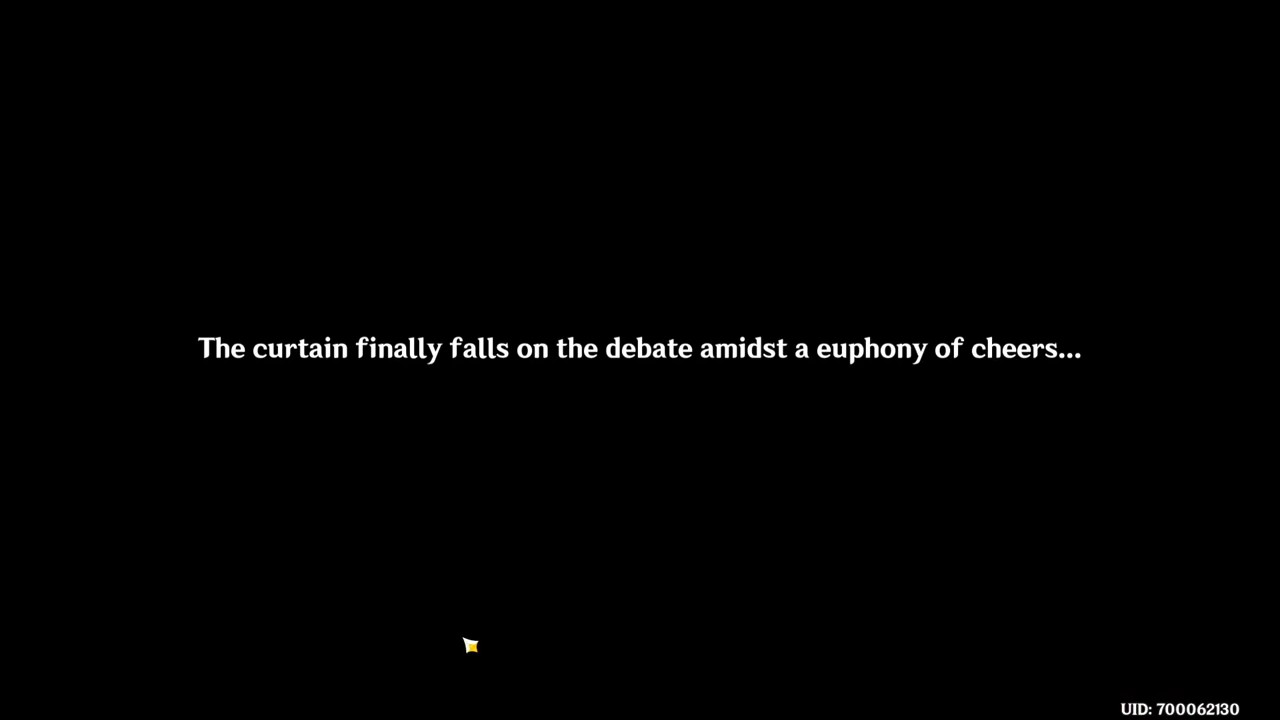 The curtain finally falls on the debate amidst a euphony of cheers...
UID: 700062130